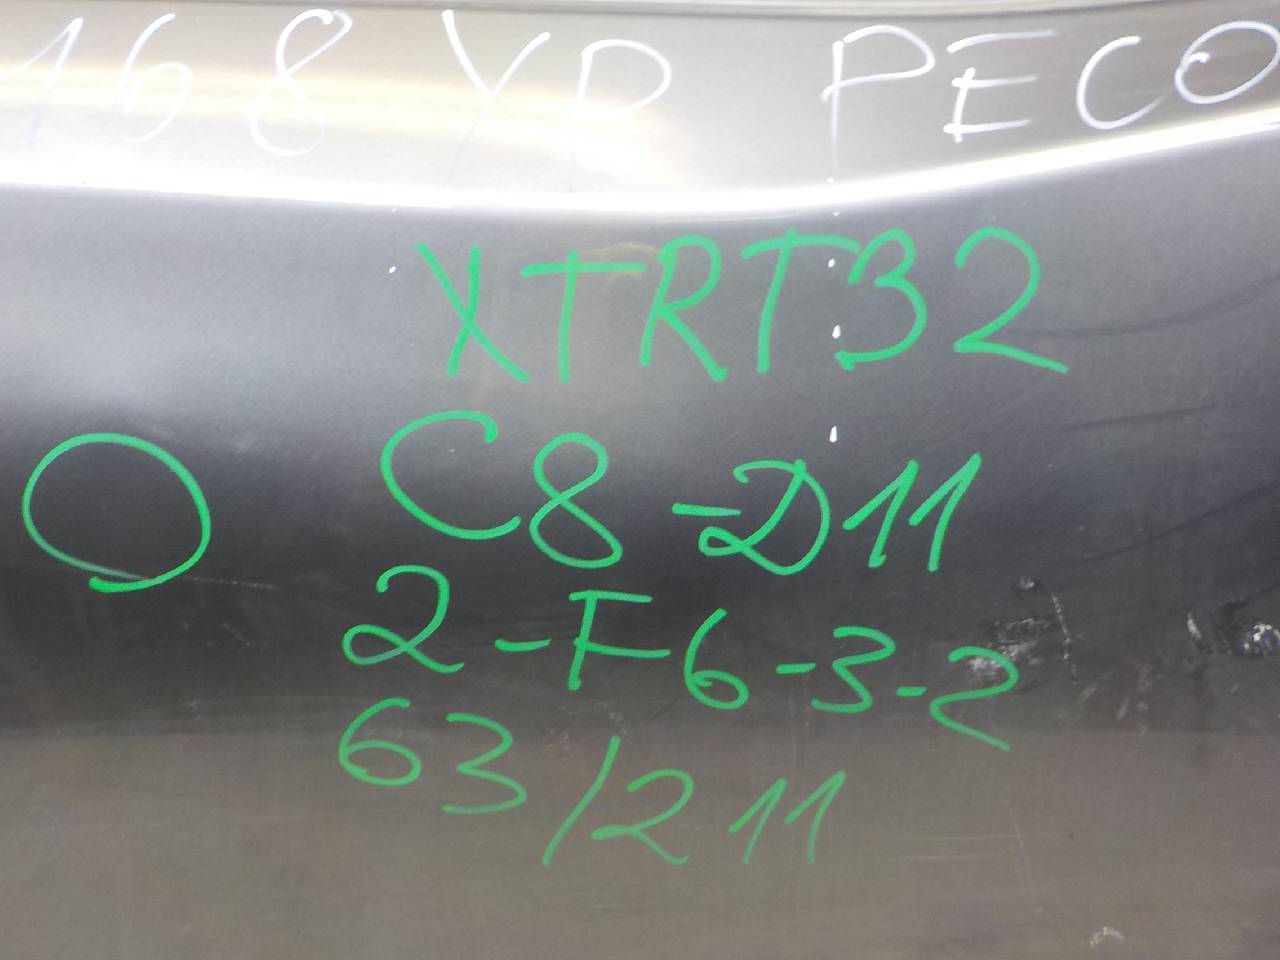 168 YP PECO
XTRT32
C8-D11
2-F6-3-2
63/211